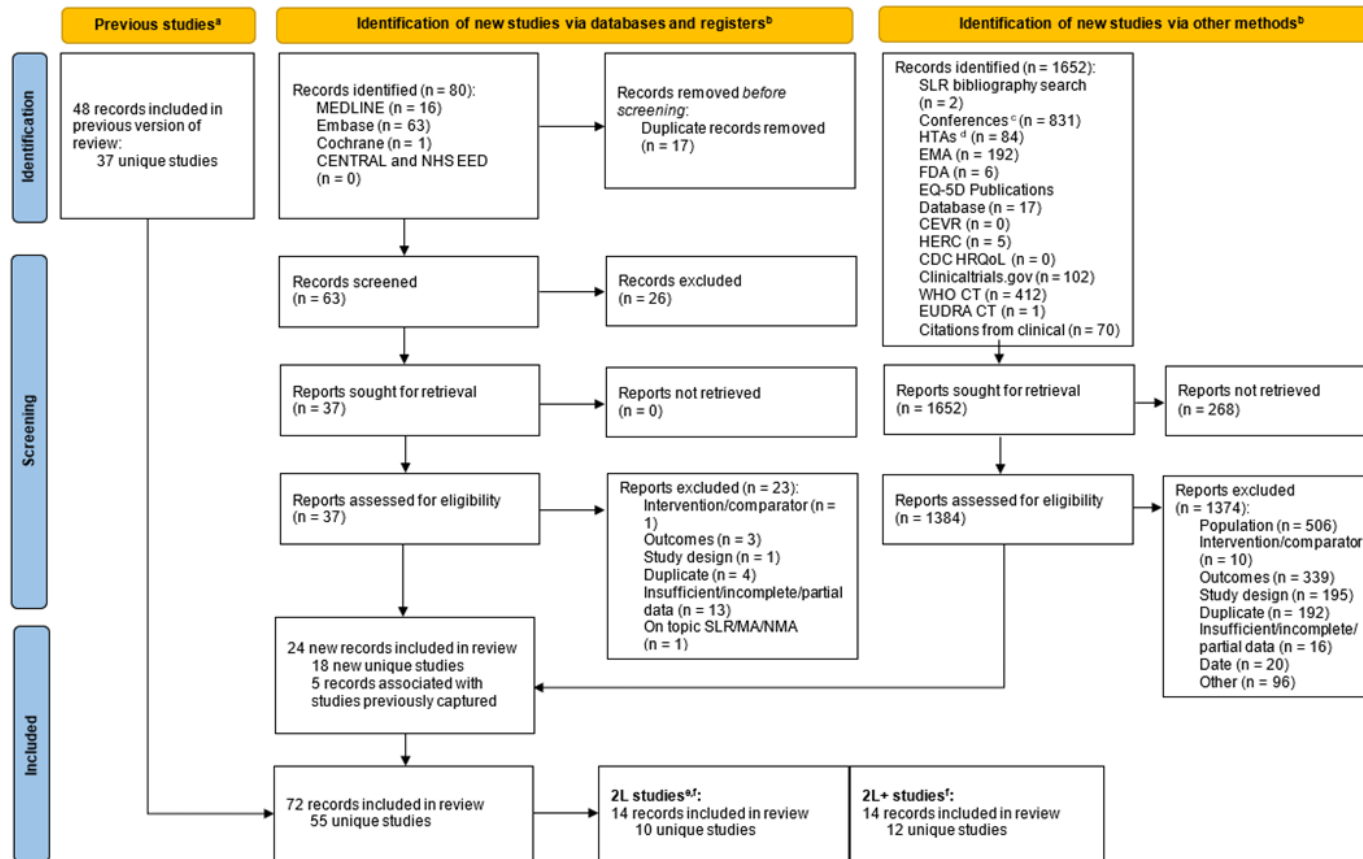 Previous studiesᵃ
Identification of new studies via databases and registersᵇ
Identification of new studies via other methodsᵇ
Identification
48 records included in
previous version of
review:
37 unique studies
Records identified (n = 80):
MEDLINE (n = 16)
Embase (n = 63)
Cochrane (n = 1)
CENTRAL and NHS EED
(n = 0)
Records removed before
screening:
Duplicate records removed
(n = 17)
Records identified (n = 1652):
SLR bibliography search
(n = 2)
Conferences ᶜ (n = 831)
HTAs ᵈ (n = 84)
EMA (n = 192)
FDA (n = 6)
EQ-5D Publications
Database (n = 17)
CEVR (n = 0)
HERC (n = 5)
CDC HRQoL (n = 0)
Clinicaltrials.gov (n = 102)
WHO CT (n = 412)
EUDRA CT (n = 1)
Citations from clinical (n = 70)
Screening
Records screened
(n = 63)
Records excluded
(n = 26)
Reports sought for retrieval
(n = 37)
Reports not retrieved
(n = 0)
Reports sought for retrieval
(n = 1652)
Reports not retrieved
(n = 268)
Reports assessed for eligibility
(n = 37)
Reports excluded (n = 23):
Intervention/comparator (n =
1)
Outcomes (n = 3)
Study design (n = 1)
Duplicate (n = 4)
Insufficient/incomplete/partial
data (n = 13)
On topic SLR/MA/NMA
(n = 1)
Reports assessed for eligibility
(n = 1384)
Reports excluded
(n = 1374):
Population (n = 506)
Intervention/comparator
(n = 10)
Outcomes (n = 339)
Study design (n = 195)
Duplicate (n = 192)
Insufficient/incomplete/
partial data (n = 16)
Date (n = 20)
Other (n = 96)
Included
24 new records included in review
18 new unique studies
5 records associated with
studies previously captured
72 records included in review
55 unique studies
2L studiesᵉ,ᶠ:
14 records included in review
10 unique studies
2L+ studiesᶠ:
14 records included in review
12 unique studies